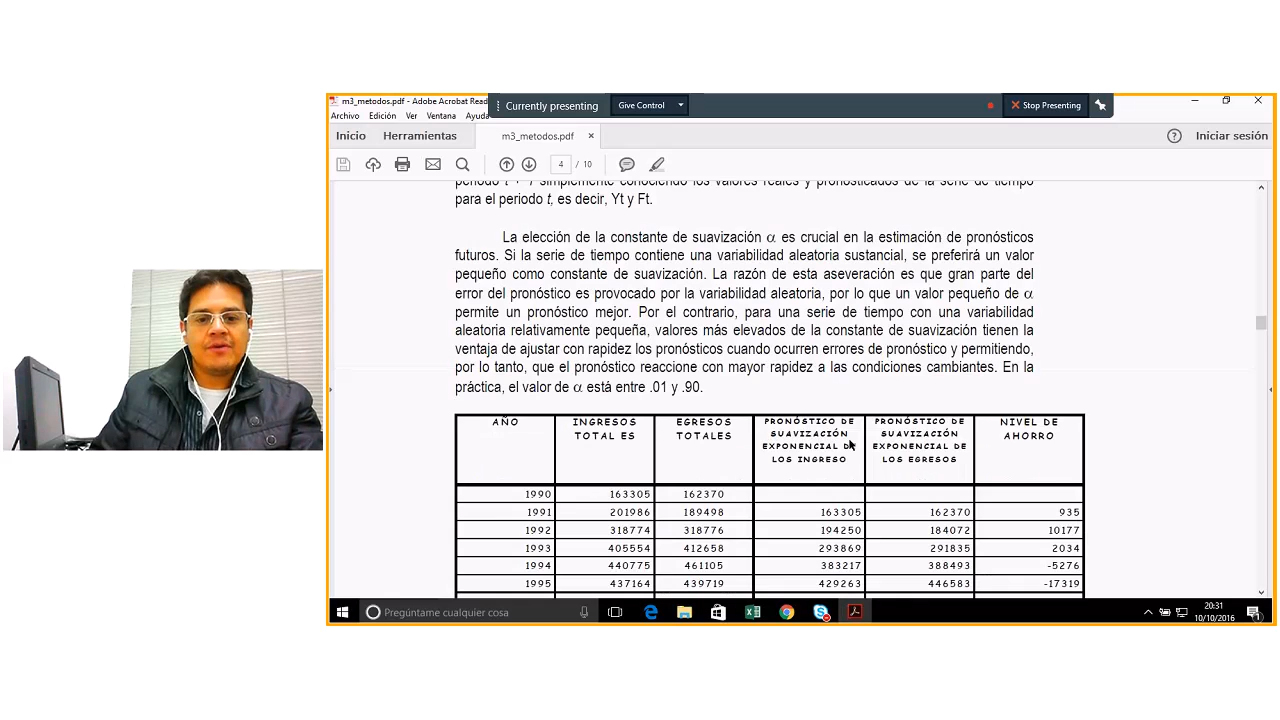 m3_metodos.pdf - Adobe Acrobat Read
Currently presenting
Give Control
Stop Presenting
Archivo Edición Ver Ventana Ayuda
Inicio Herramientas m3_metodos.pdf Iniciar sesión
4 / 10
para el periodo t, es decir, Yt y Ft.
La elección de la constante de suavización α es crucial en la estimación de pronósticos
futuros. Si la serie de tiempo contiene una variabilidad aleatoria sustancial, se preferirá un valor
pequeño como constante de suavización. La razón de esta aseveración es que gran parte del
error del pronóstico es provocado por la variabilidad aleatoria, por lo que un valor pequeño de α
permite un pronóstico mejor. Por el contrario, para una serie de tiempo con una variabilidad
aleatoria relativamente pequeña, valores más elevados de la constante de suavización tienen la
ventaja de ajustar con rapidez los pronósticos cuando ocurren errores de pronóstico y permitiendo,
por lo tanto, que el pronóstico reaccione con mayor rapidez a las condiciones cambiantes. En la
práctica, el valor de α está entre .01 y .90.
AÑO
INGRESOS
TOTAL ES
EGRESOS
TOTALES
PRONÓSTICO DE
SUAVIZACIÓN
EXPONENCIAL DE
LOS INGRESO
PRONÓSTICO DE
SUAVIZACIÓN
EXPONENCIAL DE
LOS EGRESOS
NIVEL DE
AHORRO
1990 163305 162370
1991 201986 189498 163305 162370 935
1992 318774 318776 194250 184072 10177
1993 405554 412658 293869 291835 2034
1994 440775 461105 383217 388493 -5276
1995 437164 439719 429263 446583 -17319
Pregúntame cualquier cosa
20:31
10/10/2016